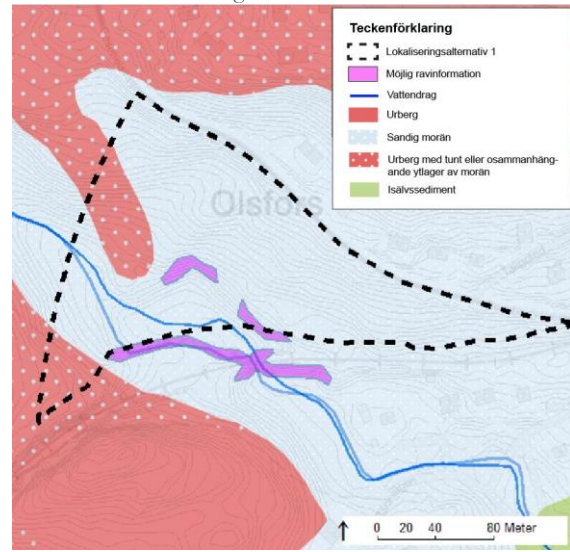 Teckenförklaring
Lokaliseringsalternativ 1
Möjlig ravinformation
Vattendrag
Urberg
Sandig morän
Urberg med tunt eller osammanhäng-
ande ytlager av morän
Isälvssediment
Olsfors
0 20 40 80 Meter